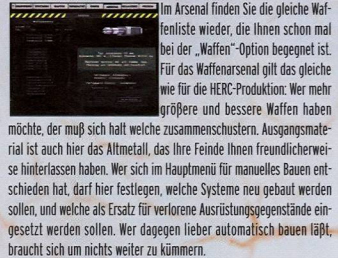 Im Arsenal finden Sie die gleiche Waf-
fenliste wieder, die Ihnen schon mal
bei der „Waffen"-Option begegnet ist.
Für das Waffenarsenal gilt das gleiche
wie für die HERC-Produktion: Wer mehr
größere und bessere Waffen haben
möchte, der muß sich halt welche zusammenschustern. Ausgangsmate-
rial ist auch hier das Altmetall, das Ihre Feinde Ihnen freundlicherwei-
se hinterlassen haben. Wer sich im Hauptmenü für manuelles Bauen ent-
schieden hat, darf hier festlegen, welche Systeme neu gebaut werden
sollen, und welche als Ersatz für verlorene Ausrüstungsgegenstände ein-
gesetzt werden sollen. Wer dagegen lieber automatisch bauen läßt,
braucht sich um nichts weiter zu kümmern.